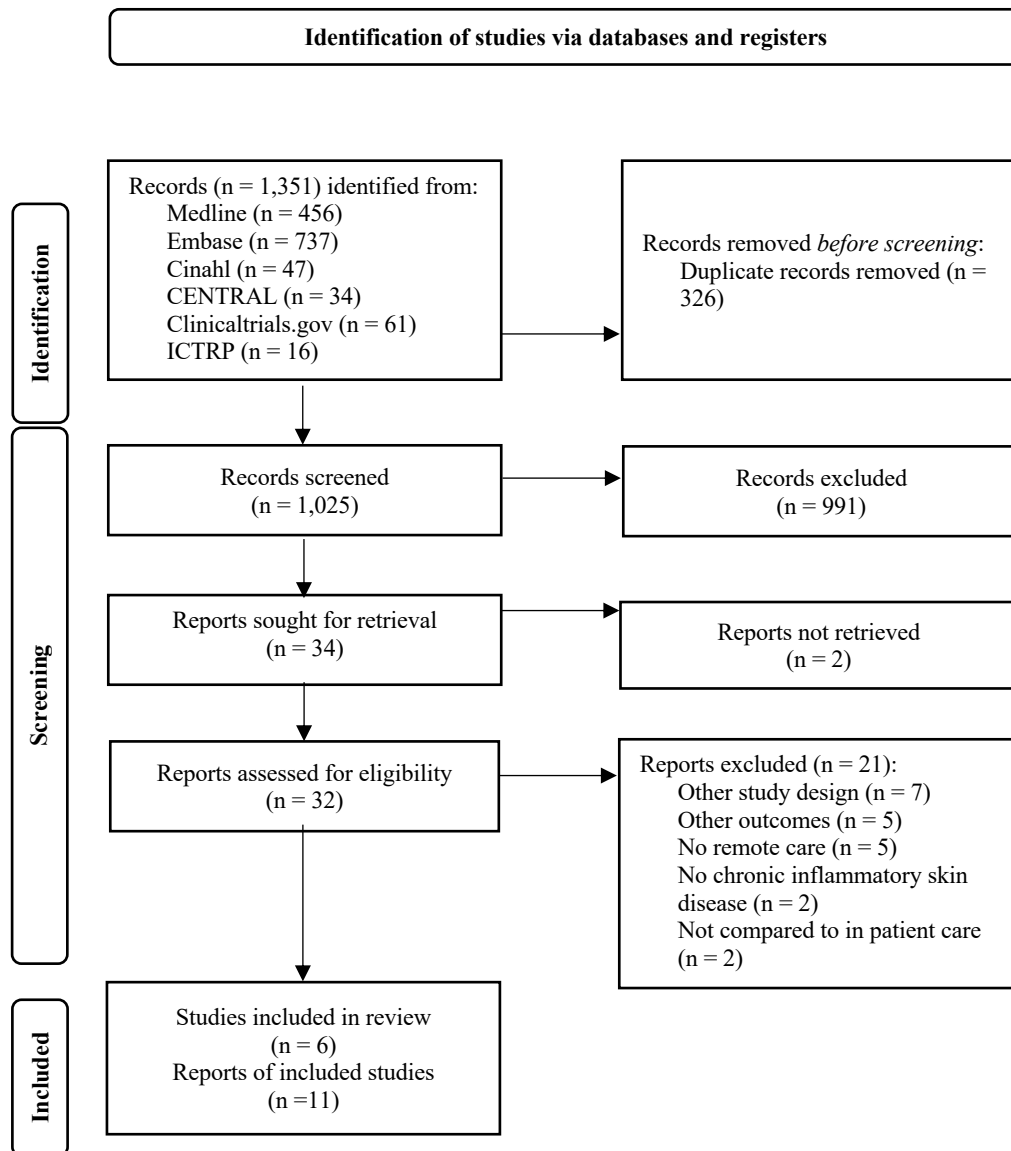 Identification of studies via databases and registers
Identification
Records (n = 1,351) identified from:
Medline (n = 456)
Embase (n = 737)
Cinahl (n = 47)
CENTRAL (n = 34)
Clinicaltrials.gov (n = 61)
ICTRP (n = 16)
Records removed before screening:
Duplicate records removed (n =
326)
Screening
Records screened
(n = 1,025)
Records excluded
(n = 991)
Reports sought for retrieval
(n = 34)
Reports not retrieved
(n = 2)
Reports assessed for eligibility
(n = 32)
Reports excluded (n = 21):
Other study design (n = 7)
Other outcomes (n = 5)
No remote care (n = 5)
No chronic inflammatory skin
disease (n = 2)
Not compared to in patient care
(n = 2)
Included
Studies included in review
(n = 6)
Reports of included studies
(n =11)